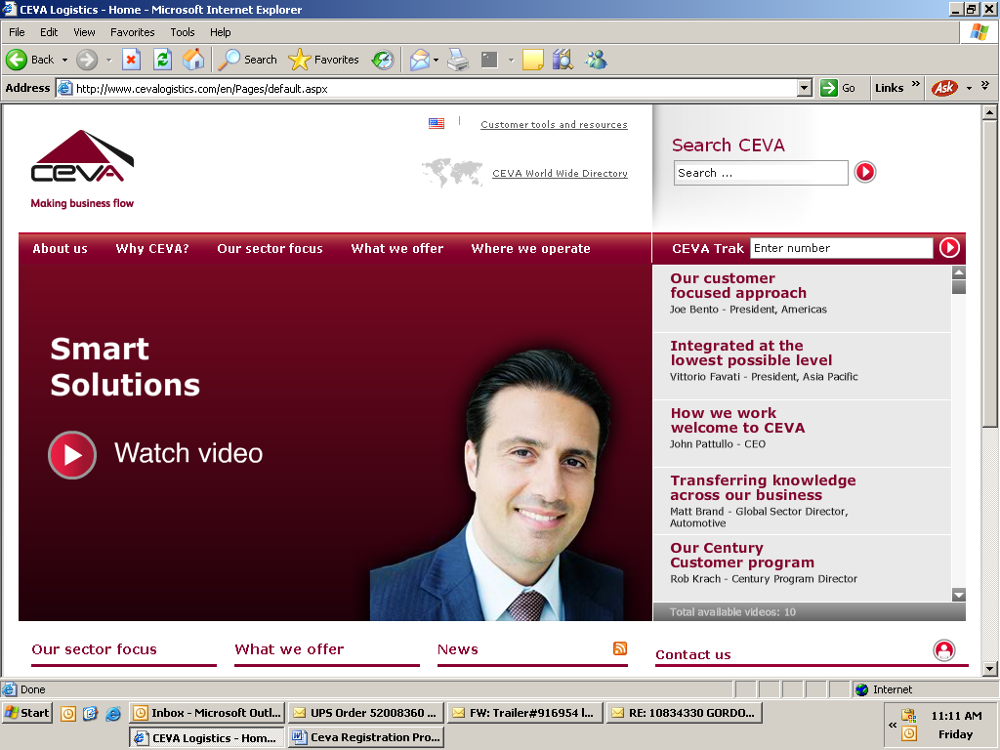 CEVA Logistics - Home - Microsoft Internet Explorer
File Edit View Favorites Tools Help
Back Search Favorites
Address http://www.cevalogistics.com/en/Pages/default.aspx Go Links » Ask »
CEVA
Making business flow
Customer tools and resources
CEVA World Wide Directory
Search CEVA
Search ...
About us Why CEVA? Our sector focus What we offer Where we operate
CEVA Trak Enter number
Smart
Solutions
Watch video
Our customer
focused approach
Joe Bento - President, Americas
Integrated at the
lowest possible level
Vittorio Favati - President, Asia Pacific
How we work
welcome to CEVA
John Pattullo - CEO
Transferring knowledge
across our business
Matt Brand - Global Sector Director,
Automotive
Our Century
Customer program
Rob Krach - Century Program Director
Total available videos: 10
Our sector focus What we offer News Contact us
Done Internet
Start Inbox - Microsoft Outl... UPS Order 52008360 ... FW: Trailer#916954 l... RE: 10834330 GORDO...
CEVA Logistics - Hom... Ceva Registration Pro...
« 11:11 AM
Friday